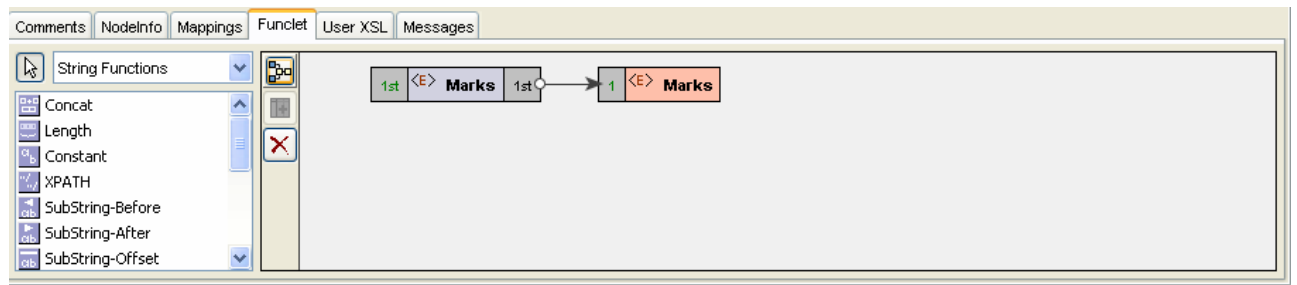 Comments NodeInfo Mappings Funclet User XSL Messages
String Functions
1st <E> Marks 1st 1 <E> Marks
Concat
Length
Constant
XPATH
SubString-Before
SubString-After
SubString-Offset